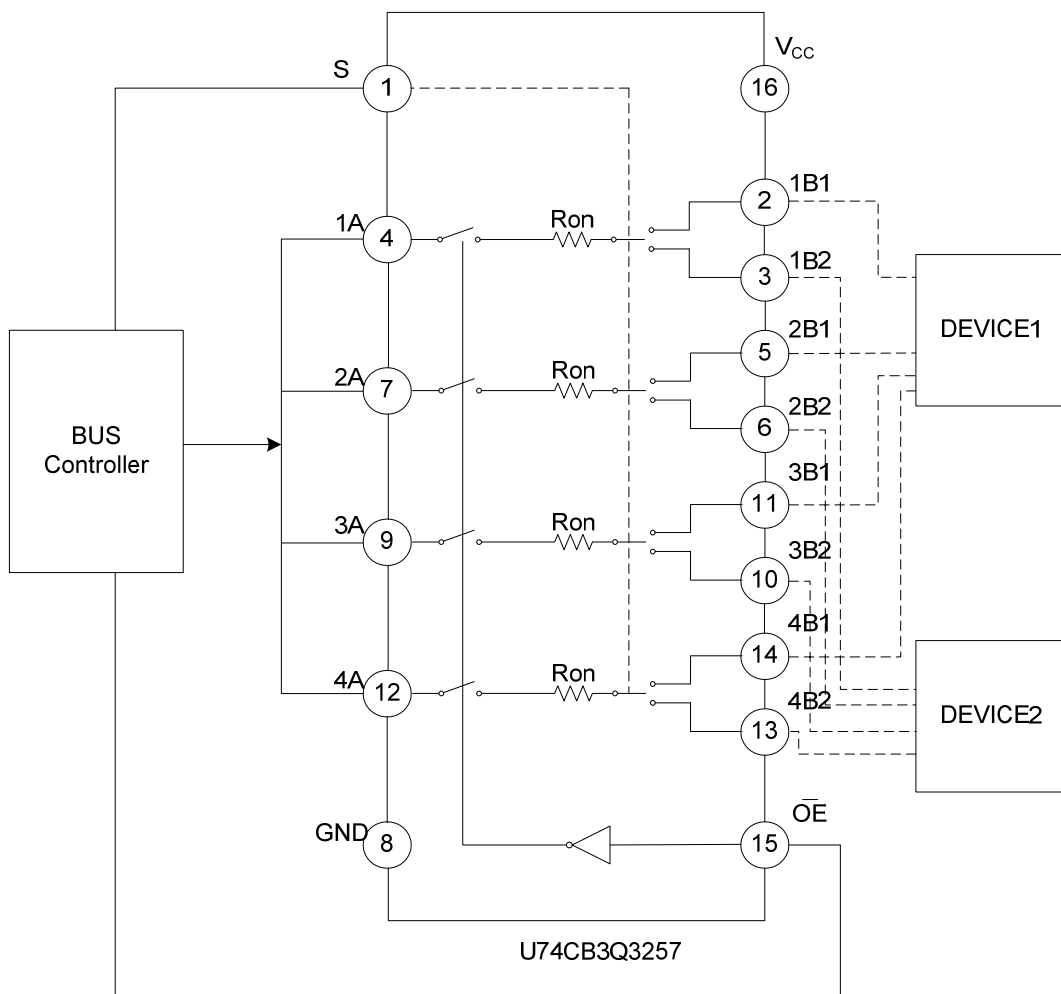 S
1
V_CC
16
1A
4
Ron
2
1B1
3
1B2
2A
7
Ron
5
2B1
6
2B2
DEVICE1
BUS
Controller
3A
9
Ron
11
3B1
10
3B2
4A
12
Ron
14
4B1
13
4B2
DEVICE2
GND
8
15
O̅E̅
U74CB3Q3257